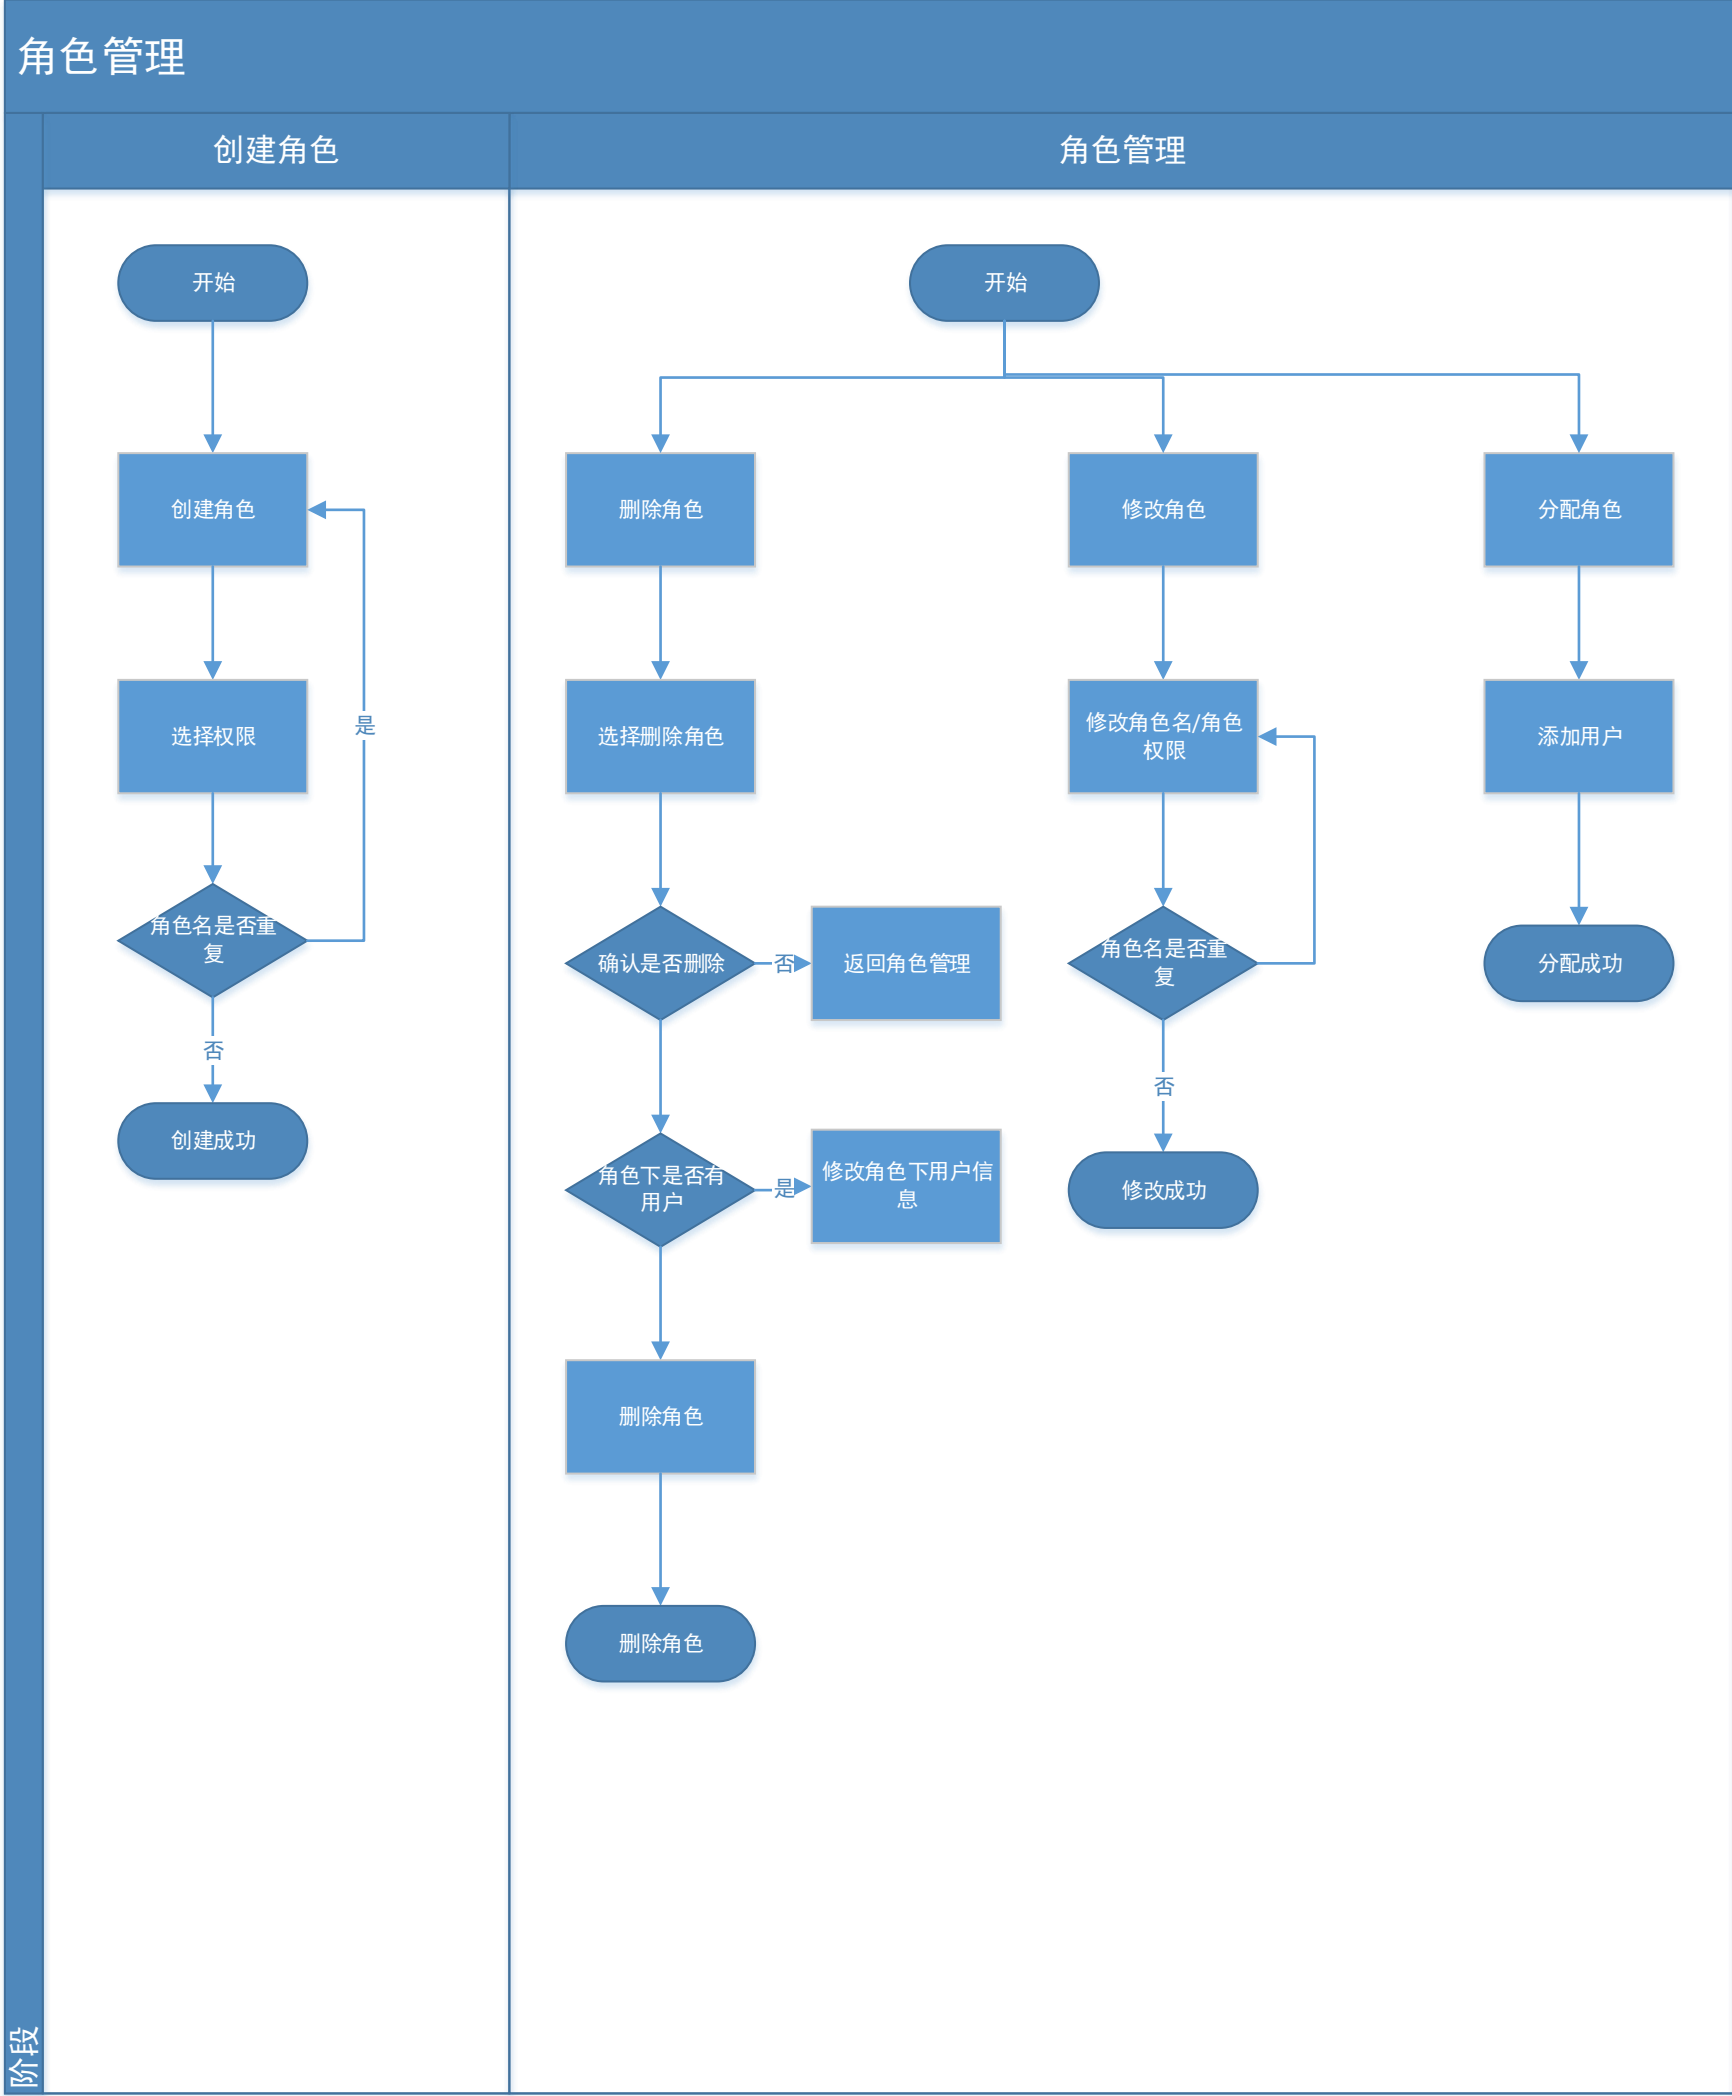 角色管理
创建角色
角色管理
开始
开始
创建角色
删除角色
修改角色
分配角色
选择权限
是
选择删除角色
修改角色名/角色
权限
添加用户
角色名是否重
复
确认是否删除
否
返回角色管理
角色名是否重
复
分配成功
否
否
创建成功
角色下是否有
用户
是
修改角色下用户信
息
修改成功
删除角色
删除角色
阶段